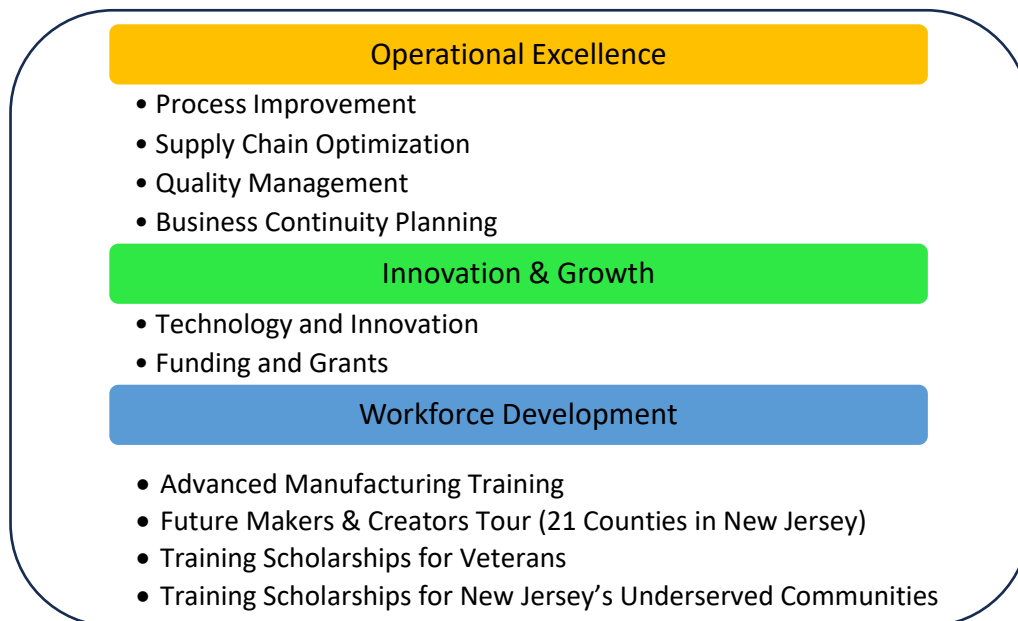 Operational Excellence
• Process Improvement
• Supply Chain Optimization
• Quality Management
• Business Continuity Planning
Innovation & Growth
• Technology and Innovation
• Funding and Grants
Workforce Development
• Advanced Manufacturing Training
• Future Makers & Creators Tour (21 Counties in New Jersey)
• Training Scholarships for Veterans
• Training Scholarships for New Jersey’s Underserved Communities